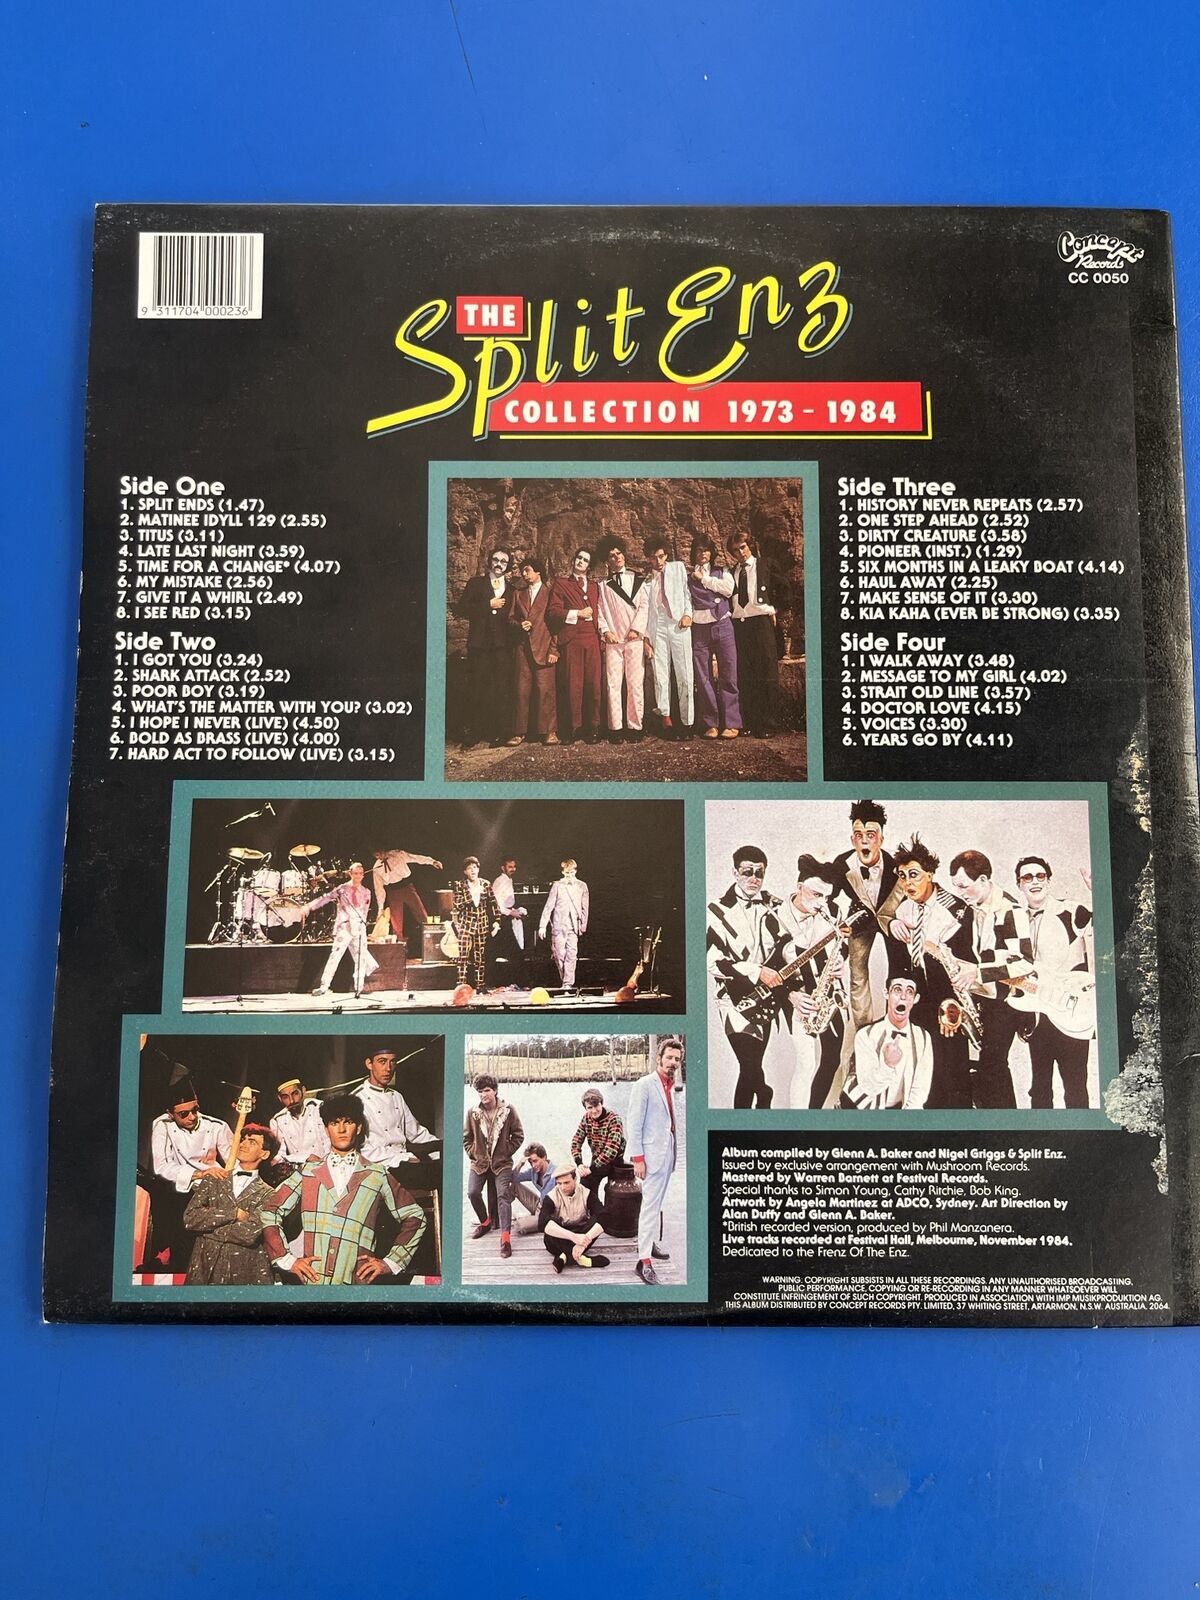 9 311704 000236
Concept
Records
CC 0050
THE
Split Enz
COLLECTION 1973 - 1984
Side One
1. SPLIT ENDS (1.47)
2. MATINEE IDYLL 129 (2.55)
3. TITUS (3.11)
4. LATE LAST NIGHT (3.59)
5. TIME FOR A CHANGE* (4.07)
6. MY MISTAKE (2.56)
7. GIVE IT A WHIRL (2.49)
8. I SEE RED (3.15)
Side Two
1. I GOT YOU (3.24)
2. SHARK ATTACK (2.52)
3. POOR BOY (3.19)
4. WHAT'S THE MATTER WITH YOU? (3.02)
5. I HOPE I NEVER (LIVE) (4.50)
6. BOLD AS BRASS (LIVE) (4.00)
7. HARD ACT TO FOLLOW (LIVE) (3.15)
Side Three
1. HISTORY NEVER REPEATS (2.57)
2. ONE STEP AHEAD (2.52)
3. DIRTY CREATURE (3.58)
4. PIONEER (INST.) (1.29)
5. SIX MONTHS IN A LEAKY BOAT (4.14)
6. HAUL AWAY (2.25)
7. MAKE SENSE OF IT (3.30)
8. KIA KAHA (EVER BE STRONG) (3.35)
Side Four
1. I WALK AWAY (3.48)
2. MESSAGE TO MY GIRL (4.02)
3. STRAIT OLD LINE (3.57)
4. DOCTOR LOVE (4.15)
5. VOICES (3.30)
6. YEARS GO BY (4.11)
Album compiled by Glenn A. Baker and Nigel Griggs & Split Enz.
Issued by exclusive arrangement with Mushroom Records.
Mastered by Warren Barnett at Festival Records.
Special thanks to Simon Young, Cathy Ritchie, Bob King.
Artwork by Angela Martinez at ADCO, Sydney. Art Direction by
Alan Duffy and Glenn A. Baker.
*British recorded version, produced by Phil Manzanera.
Live tracks recorded at Festival Hall, Melbourne, November 1984.
Dedicated to the Frenz Of The Enz.
WARNING: COPYRIGHT SUBSISTS IN ALL THESE RECORDINGS. ANY UNAUTHORISED BROADCASTING,
PUBLIC PERFORMANCE, COPYING OR RE-RECORDING IN ANY MANNER WHATSOEVER WILL
CONSTITUTE INFRINGEMENT OF SUCH COPYRIGHT. PRODUCED IN ASSOCIATION WITH IMP MUSIKPRODUKTION AG.
THIS ALBUM DISTRIBUTED BY CONCEPT RECORDS PTY. LIMITED, 37 WHITING STREET, ARTARMON, N.S.W. AUSTRALIA. 2064.